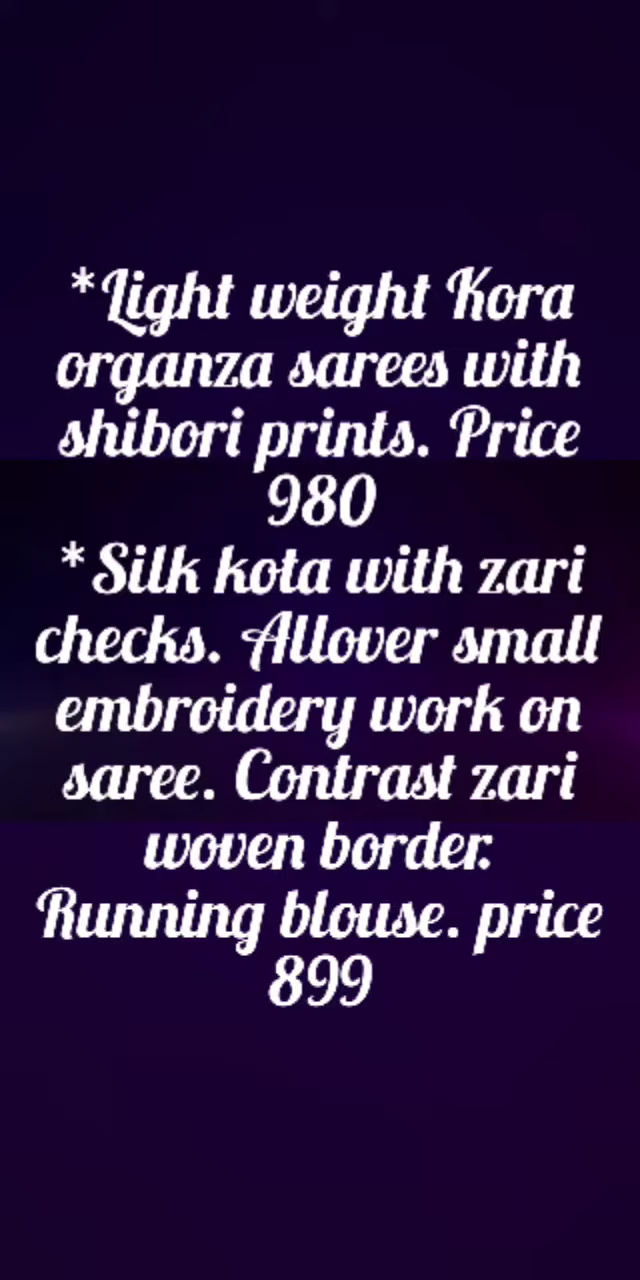 *Light weight Kora
organza sarees with
shibori prints. Price
980
*Silk kota with zari
checks. Allover small
embroidery work on
saree. Contrast zari
woven border.
Running blouse. price
899